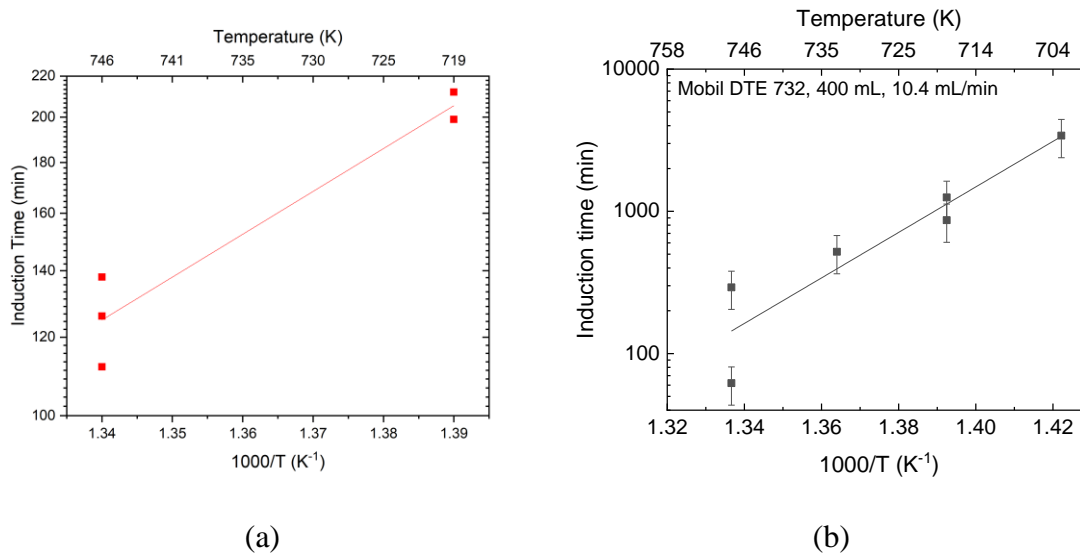 Temperature (K)
746 741 735 730 725 719
220
200
180
160
140
120
100
Induction Time (min)
1.34 1.35 1.36 1.37 1.38 1.39
1000/T (K⁻¹)
(a)
Temperature (K)
758 746 735 725 714 704
Mobil DTE 732, 400 mL, 10.4 mL/min
10000
1000
100
Induction time (min)
1.32 1.34 1.36 1.38 1.40 1.42
1000/T (K⁻¹)
(b)